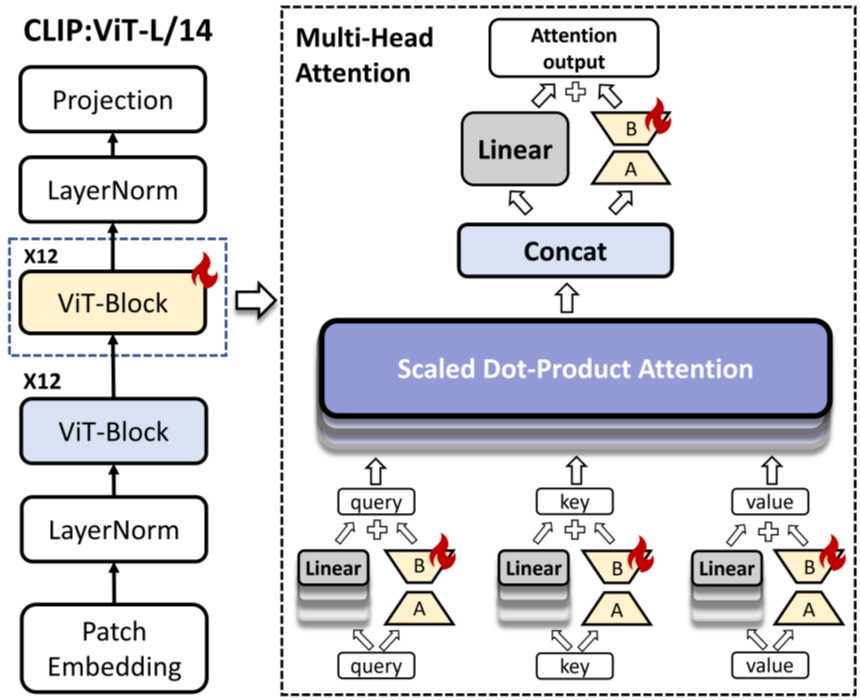 CLIP:ViT-L/14
Projection
LayerNorm
X12
ViT-Block
X12
ViT-Block
LayerNorm
Patch
Embedding
Multi-Head
Attention
Attention
output
Linear
B
A
Concat
Scaled Dot-Product Attention
query
key
value
Linear
B
Linear
B
Linear
B
A
A
A
query
key
value